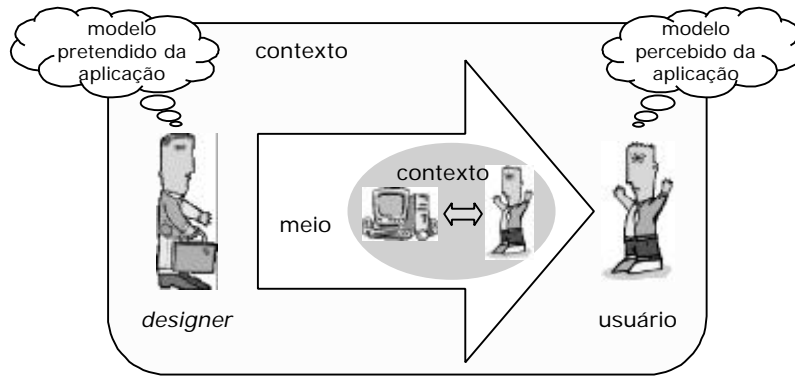 modelo
pretendido da
aplicação
contexto
modelo
percebido da
aplicação
contexto
meio
designer
usuário